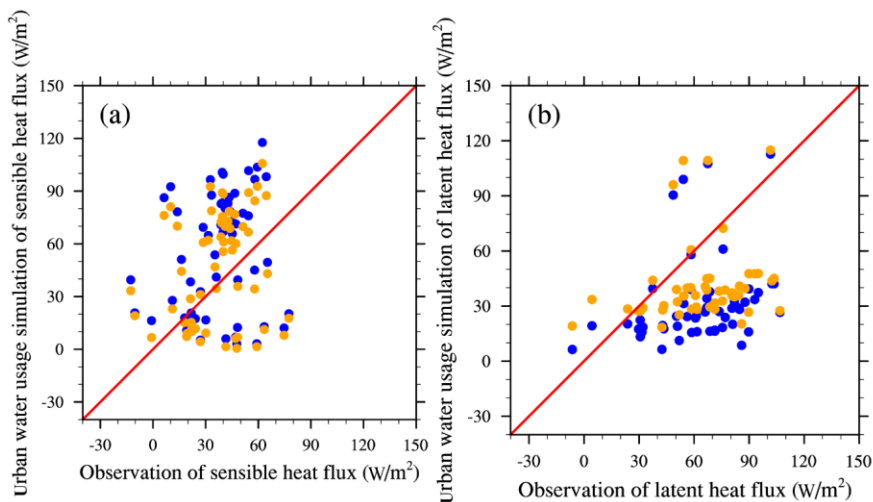 Urban water usage simulation of sensible heat flux (W/m²)
150
120
90
60
30
0
-30
(a)
-30 0 30 60 90 120 150
Observation of sensible heat flux (W/m²)
Urban water usage simulation of latent heat flux (W/m²)
150
120
90
60
30
0
-30
(b)
-30 0 30 60 90 120 150
Observation of latent heat flux (W/m²)